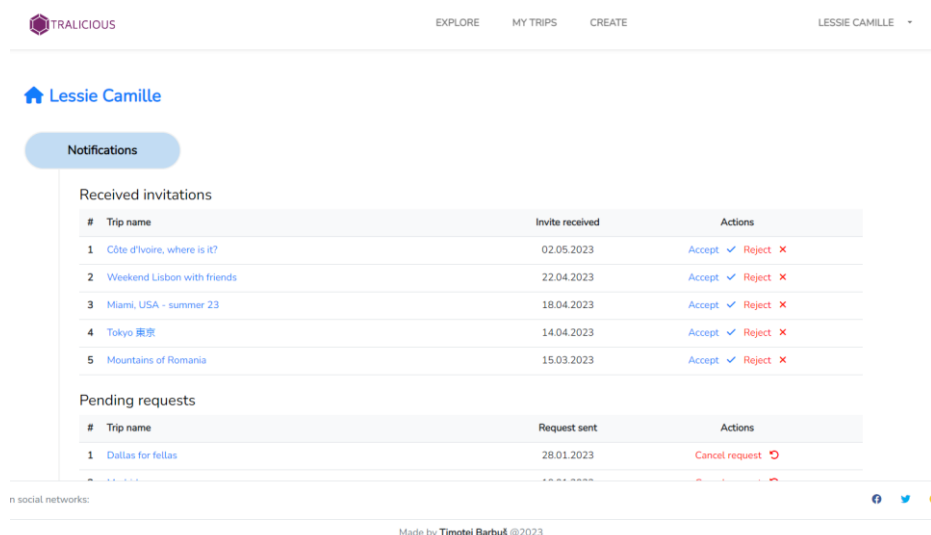 TRALICIOUS EXPLORE MY TRIPS CREATE LESSIE CAMILLE
Lessie Camille
Notifications
Received invitations
# Trip name Invite received Actions
1 Côte d'Ivoire, where is it? 02.05.2023 Accept Reject
2 Weekend Lisbon with friends 22.04.2023 Accept Reject
3 Miami, USA - summer 23 18.04.2023 Accept Reject
4 Tokyo 東京 14.04.2023 Accept Reject
5 Mountains of Romania 15.03.2023 Accept Reject
Pending requests
# Trip name Request sent Actions
1 Dallas for fellas 28.01.2023 Cancel request
n social networks:
Made by Timotej Barbuš @2023